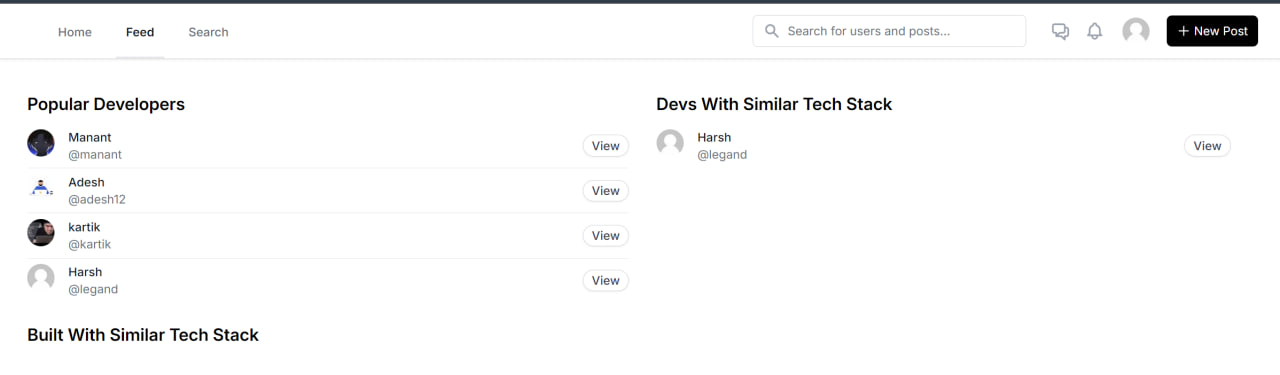 Home Feed Search Search for users and posts... + New Post
Popular Developers
Manant
@manant
View
Adesh
@adesh12
View
kartik
@kartik
View
Harsh
@legand
View
Devs With Similar Tech Stack
Harsh
@legand
View
Built With Similar Tech Stack